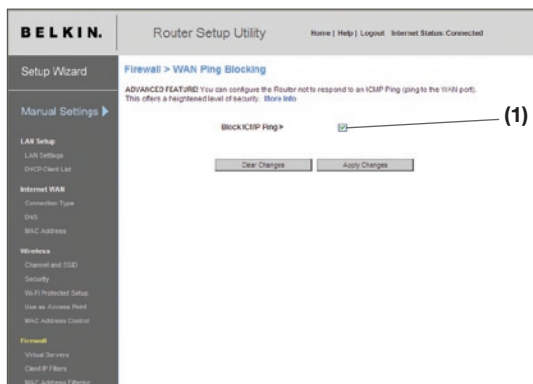 BELKIN.
Router Setup Utility
Home | Help | Logout Internet Status: Connected
Setup Wizard
Manual Settings
LAN Setup
LAN Settings
DHCP Client List
Internet WAN
Connection Type
DNS
MAC Address
Wireless
Channel and SSID
Security
Wi-Fi Protected Setup
Use as Access Point
MAC Address Control
Firewall
Virtual Servers
Client IP Filters
MAC Address Filtering
Firewall > WAN Ping Blocking
ADVANCED FEATURE! You can configure the Router not to respond to an ICMP Ping (ping to the WAN port).
This offers a heightened level of security. More Info
Block ICMP Ping >
(1)
Clear Changes
Apply Changes